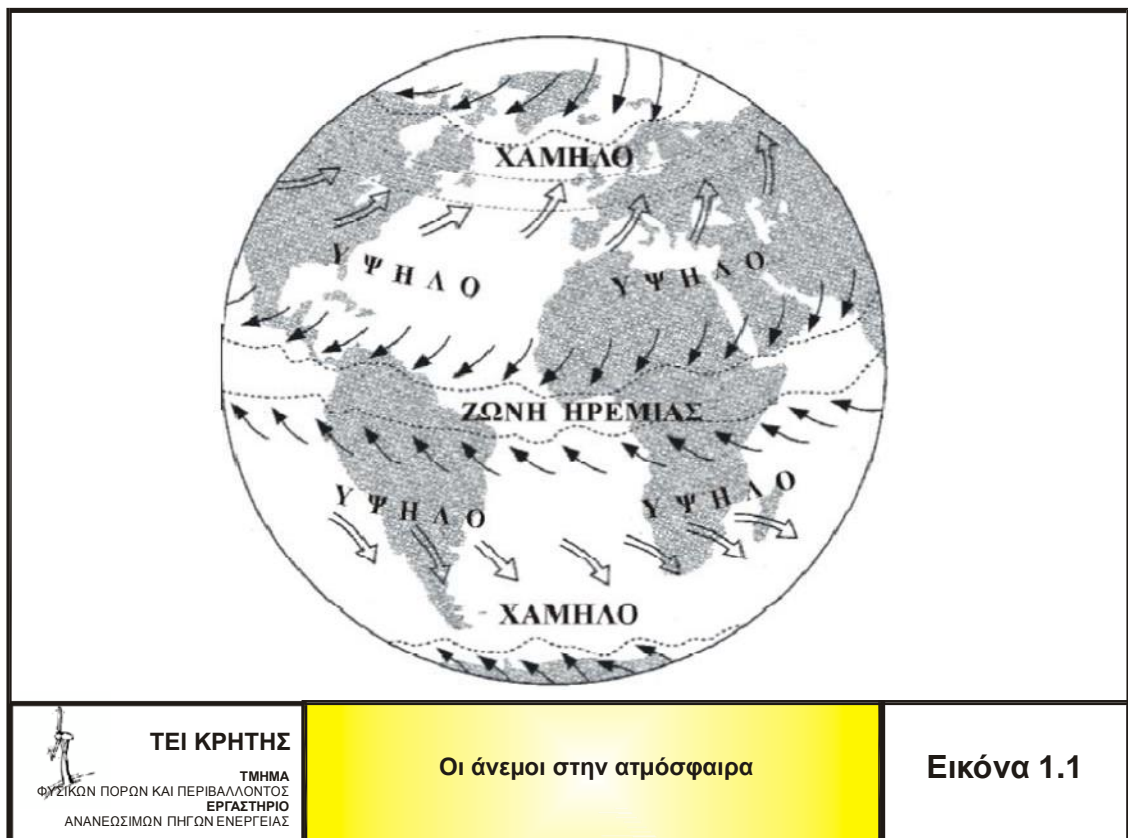 ΧΑΜΗΛΟ
ΥΨΗΛΟ ΥΨΗΛΟ
ΖΩΝΗ ΗΡΕΜΙΑΣ
ΥΨΗΛΟ ΥΨΗΛΟ
ΧΑΜΗΛΟ
ΤΕΙ ΚΡΗΤΗΣ
ΤΜΗΜΑ
ΦΥΣΙΚΩΝ ΠΟΡΩΝ ΚΑΙ ΠΕΡΙΒΑΛΛΟΝΤΟΣ
ΕΡΓΑΣΤΗΡΙΟ
ΑΝΑΝΕΩΣΙΜΩΝ ΠΗΓΩΝ ΕΝΕΡΓΕΙΑΣ
Οι άνεμοι στην ατμόσφαιρα
Εικόνα 1.1